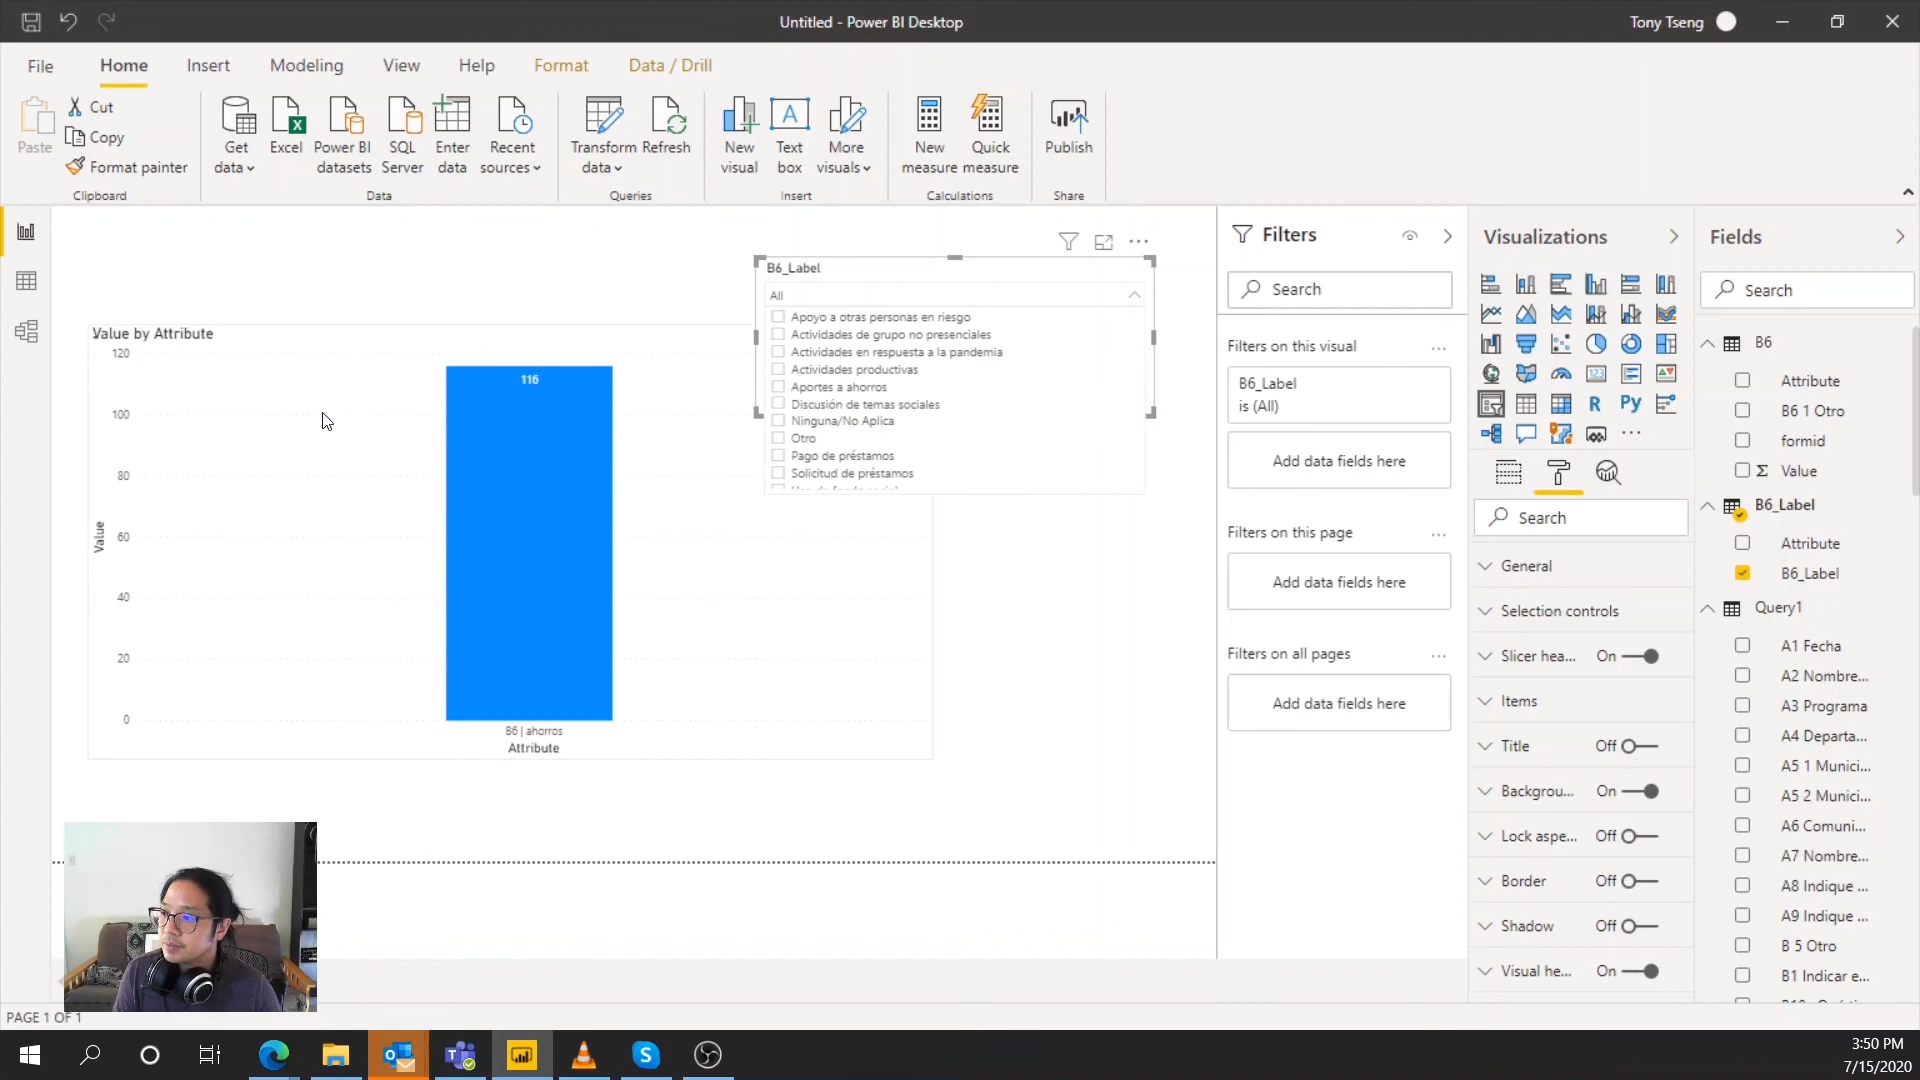 Untitled - Power BI Desktop
Tony Tseng
File Home Insert Modeling View Help Format Data / Drill
Paste
Cut
Copy
Format painter
Clipboard
Get data
Excel
Power BI datasets
SQL Server
Enter data
Recent sources
Data
Transform data
Refresh
Queries
New visual
Text box
More visuals
Insert
New measure
Quick measure
Calculations
Publish
Share
Value by Attribute
120
100
80
60
40
20
0
Value
116
B6 | ahorros
Attribute
B6_Label
All
Apoyo a otras personas en riesgo
Actividades de grupo no presenciales
Actividades en respuesta a la pandemia
Actividades productivas
Aportes a ahorros
Discusión de temas sociales
Ninguna/No Aplica
Otro
Pago de préstamos
Solicitud de préstamos
Filters
Search
Filters on this visual
...
B6_Label
is (All)
Add data fields here
Filters on this page
...
Add data fields here
Filters on all pages
...
Add data fields here
Visualizations
R
Py
123
...
Search
General
Selection controls
Slicer hea... On
Items
Title Off
Backgrou... On
Lock aspe... Off
Border Off
Shadow Off
Visual he... On
Fields
Search
B6
Attribute
B6 1 Otro
formid
Σ Value
B6_Label
Attribute
B6_Label
Query1
A1 Fecha
A2 Nombre...
A3 Programa
A4 Departa...
A5 1 Munici...
A5 2 Munici...
A6 Comuni...
A7 Nombre...
A8 Indique ...
A9 Indique ...
B 5 Otro
B1 Indicar e...
PAGE 1 OF 1
3:50 PM
7/15/2020